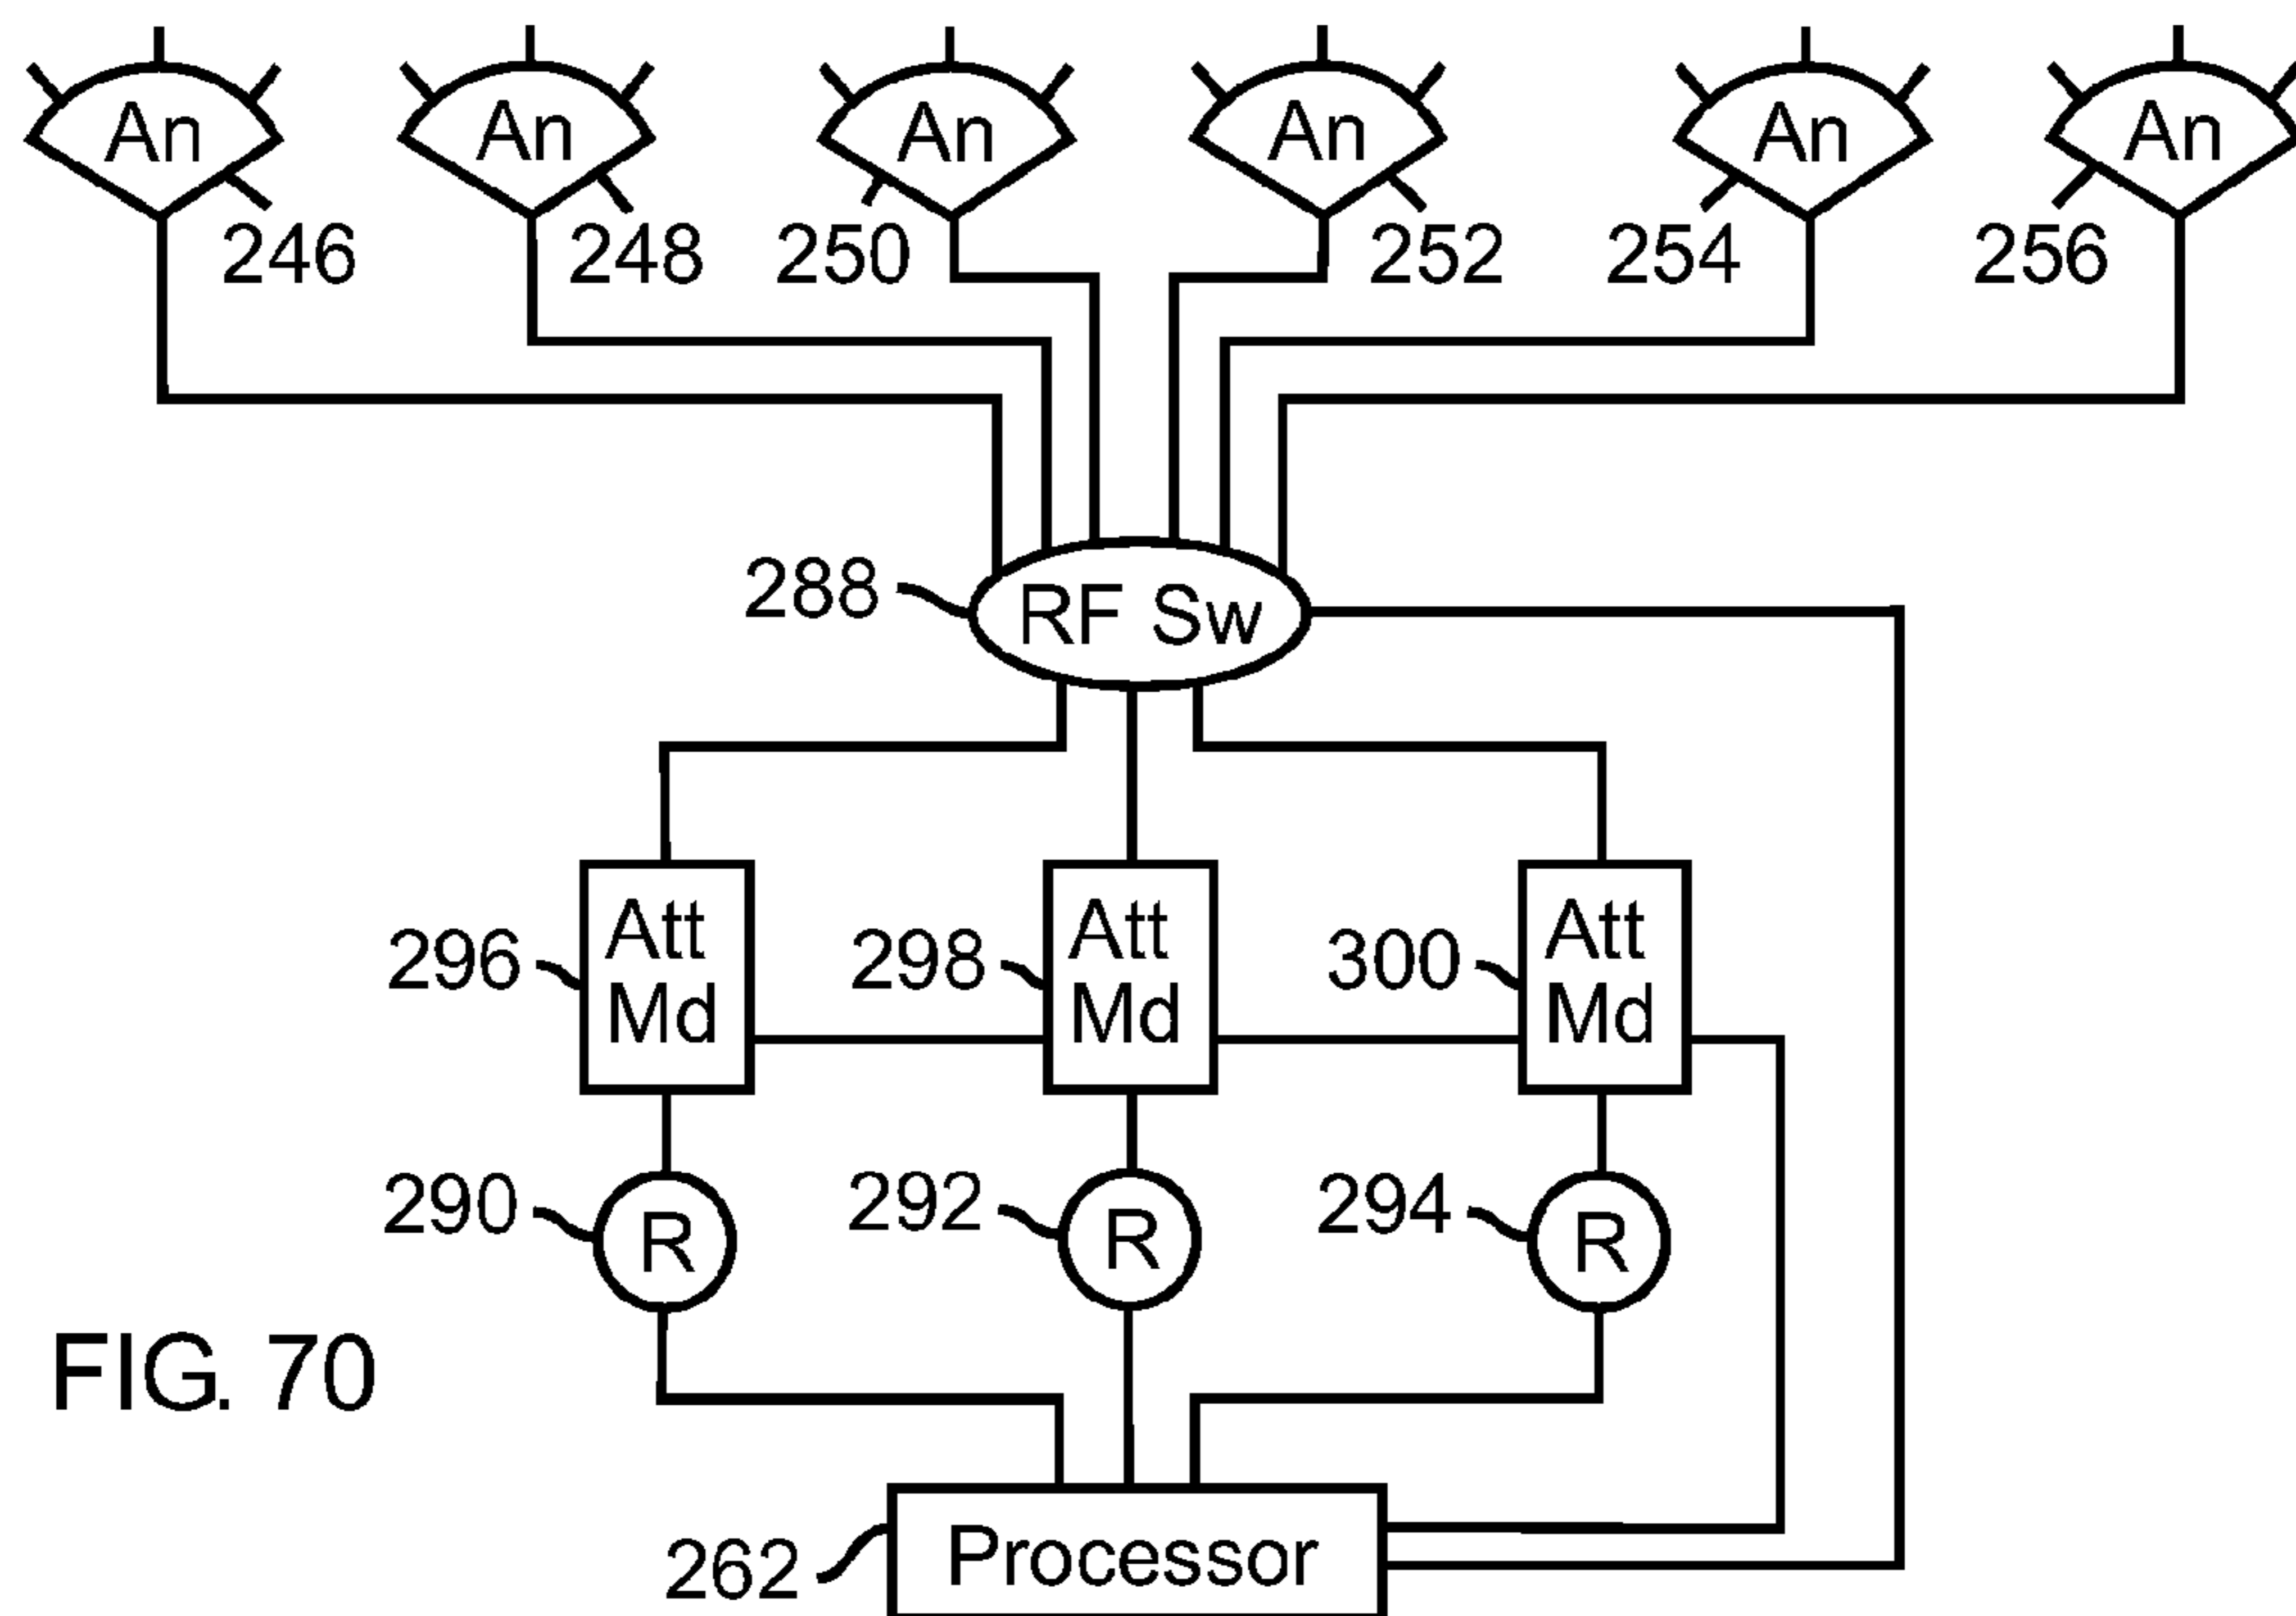 An An An An An An
246 248 250 252 254 256
288 RF Sw
296 Att Md 298 Att Md 300 Att Md
290 R 292 R 294 R
FIG. 70
262 Processor